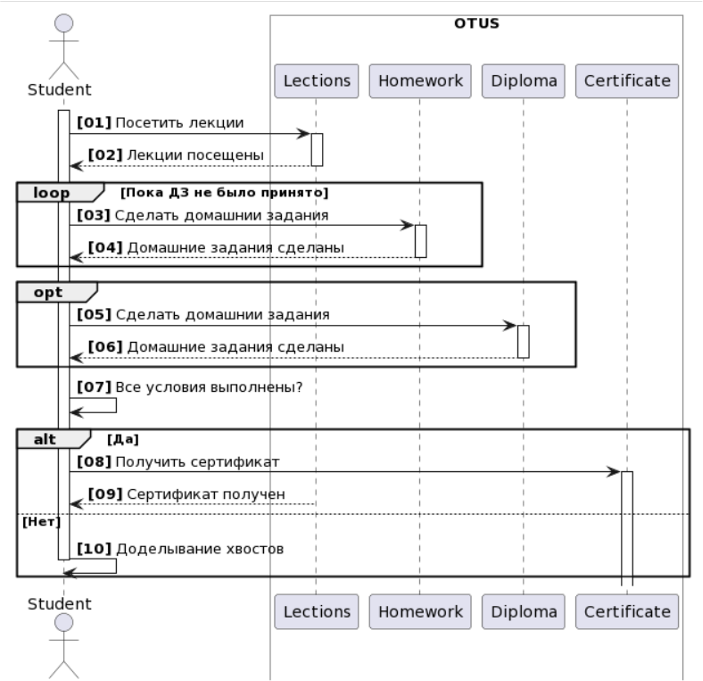 OTUS
Student
Lections
Homework
Diploma
Certificate
[01] Посетить лекции
[02] Лекции посещены
loop [Пока ДЗ не было принято]
[03] Сделать домашнии задания
[04] Домашние задания сделаны
opt
[05] Сделать домашнии задания
[06] Домашние задания сделаны
[07] Все условия выполнены?
alt [Да]
[08] Получить сертификат
[09] Сертификат получен
[Нет]
[10] Доделывание хвостов
Student
Lections
Homework
Diploma
Certificate